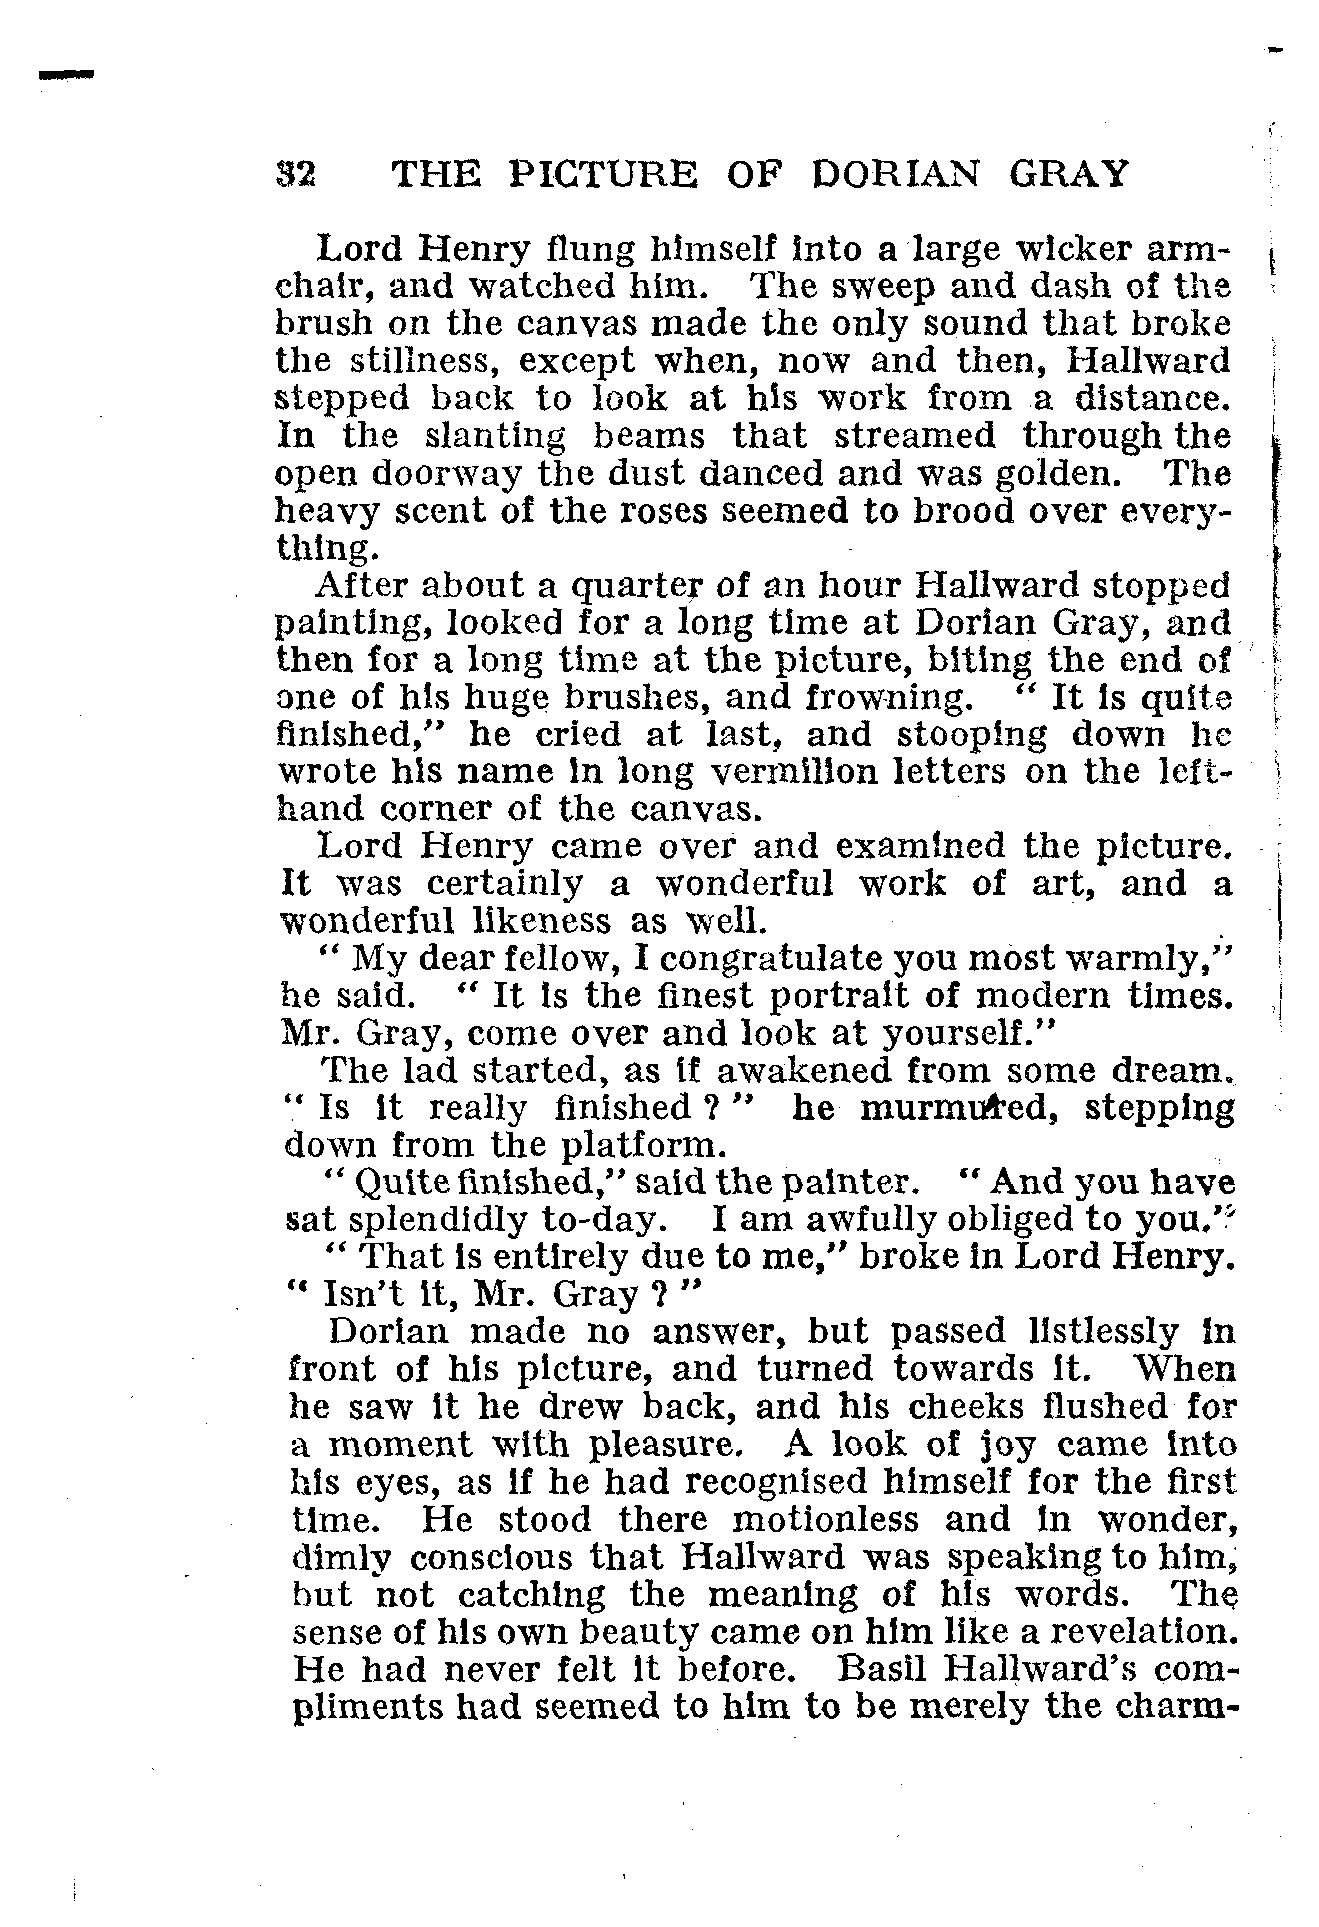 32 THE PICTURE OF DORIAN GRAY
Lord Henry flung himself into a large wicker arm-
chair, and watched him. The sweep and dash of the
brush on the canvas made the only sound that broke
the stillness, except when, now and then, Hallward
stepped back to look at his work from a distance.
In the slanting beams that streamed through the
open doorway the dust danced and was golden. The
heavy scent of the roses seemed to brood over every-
thing.
After about a quarter of an hour Hallward stopped
painting, looked for a long time at Dorian Gray, and
then for a long time at the picture, biting the end of
one of his huge brushes, and frowning. “ It is quite
finished,” he cried at last, and stooping down he
wrote his name in long vermilion letters on the left-
hand corner of the canvas.
Lord Henry came over and examined the picture.
It was certainly a wonderful work of art, and a
wonderful likeness as well.
“ My dear fellow, I congratulate you most warmly,”
he said. “ It is the finest portrait of modern times.
Mr. Gray, come over and look at yourself.”
The lad started, as if awakened from some dream.
“ Is it really finished ? ” he murmured, stepping
down from the platform.
“ Quite finished,” said the painter. “ And you have
sat splendidly to-day. I am awfully obliged to you.”
“ That is entirely due to me,” broke in Lord Henry.
“ Isn't it, Mr. Gray ? ”
Dorian made no answer, but passed listlessly in
front of his picture, and turned towards it. When
he saw it he drew back, and his cheeks flushed for
a moment with pleasure. A look of joy came into
his eyes, as if he had recognised himself for the first
time. He stood there motionless and in wonder,
dimly conscious that Hallward was speaking to him,
but not catching the meaning of his words. The
sense of his own beauty came on him like a revelation.
He had never felt it before. Basil Hallward's com-
pliments had seemed to him to be merely the charm-